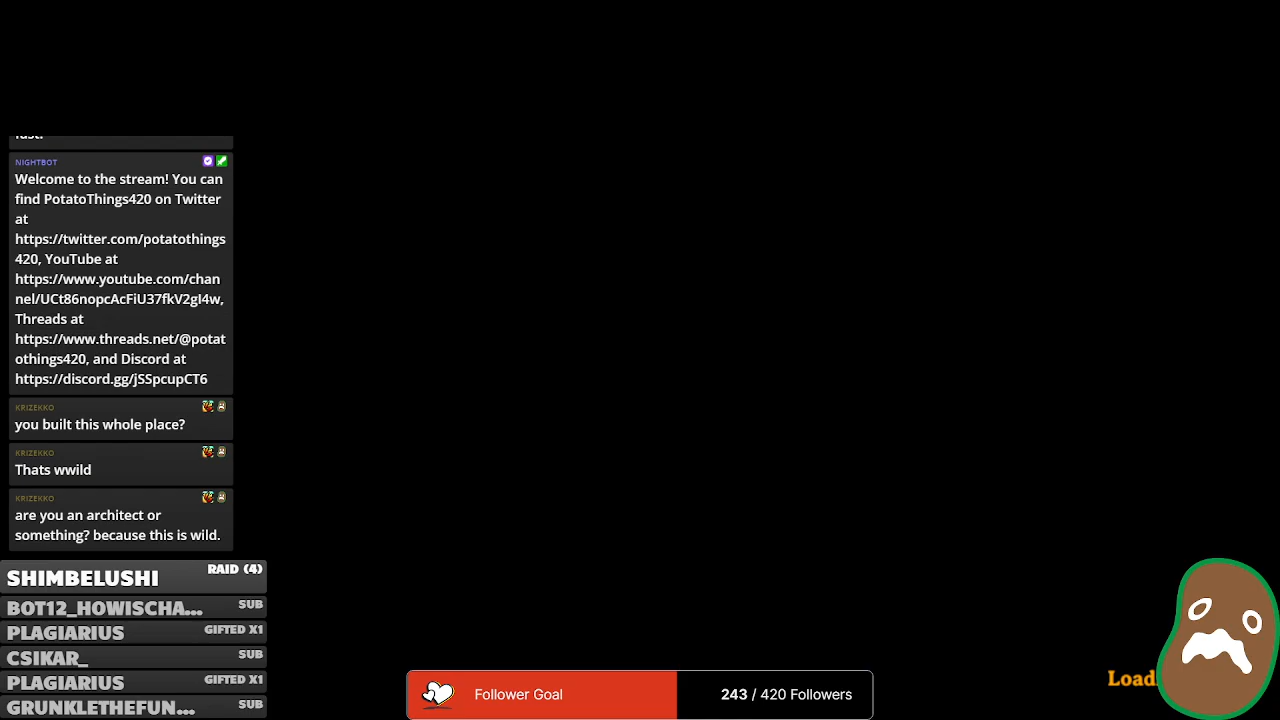 NIGHTBOT
Welcome to the stream! You can
find PotatoThings420 on Twitter
at
https://twitter.com/potatothings
420, YouTube at
https://www.youtube.com/chan
nel/UCt86nopcAcFiU37fkV2gI4w,
Threads at
https://www.threads.net/@potat
othings420, and Discord at
https://discord.gg/jSSpcupCT6
KRIZEKKO
you built this whole place?
KRIZEKKO
Thats wwild
KRIZEKKO
are you an architect or
something? because this is wild.
SHIMBELUSHI RAID (4)
BOT12_HOWISCHA... SUB
PLAGIARIUS GIFTED X1
CSIKAR_ SUB
PLAGIARIUS GIFTED X1
GRUNKLETHEFUN... SUB
Follower Goal 243 / 420 Followers
Load